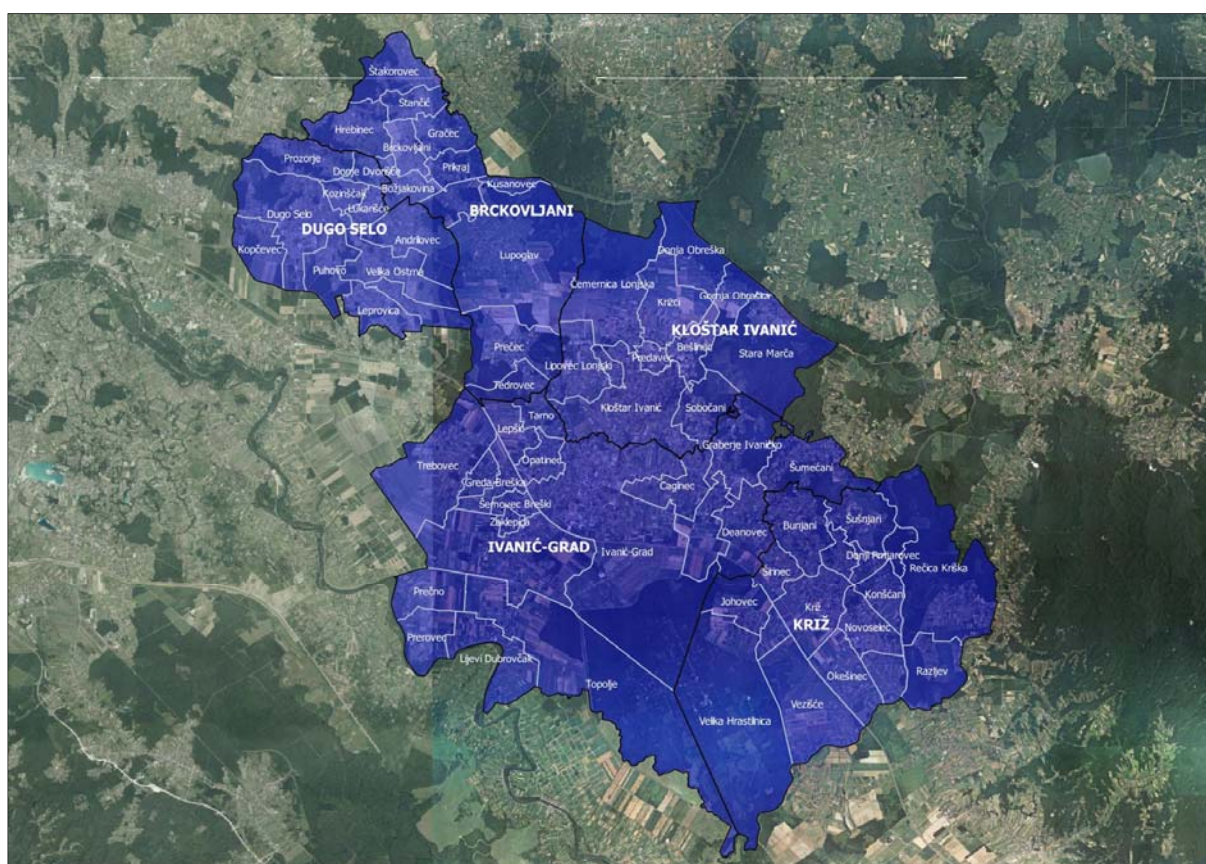 Štakorovec
Stančić
Hrebinec
Gračec
Brckovljani
Prozorje
Prikraj
Donje Dvorišće
Božjakovina
Kusanovec
Kozinščak
Lukarišće
BRCKOVLJANI
Dugo Selo
DUGO SELO
Andrilovec
Kopčevec
Lupoglav
Donja Obreška
Puhovo
Velika Ostrna
Čemernica Lonjska
Leprovica
Križci
Gornja Obreška
KLOŠTAR IVANIĆ
Prečec
Bešlinec
Predavec
Stara Marča
Lipovec Lonjski
Tedrovec
Kloštar Ivanić
Sobočani
Tarno
Lepšić
Graberje Ivaničko
Opatinec
Trebovec
Šumećani
Greda Breška
Caginec
Šemovec Breški
Zaklepica
Deanovec
Bunjani
Šušnjari
IVANIĆ-GRAD
Ivanić-Grad
Donji Prnjarovec
Rečica Kriška
Širinec
Prečno
Johovec
Konšćani
Križ
KRIŽ
Novoselec
Prerovec
Lijevi Dubrovčak
Okešinec
Razljev
Topolje
Vezišće
Velika Hrastilnica